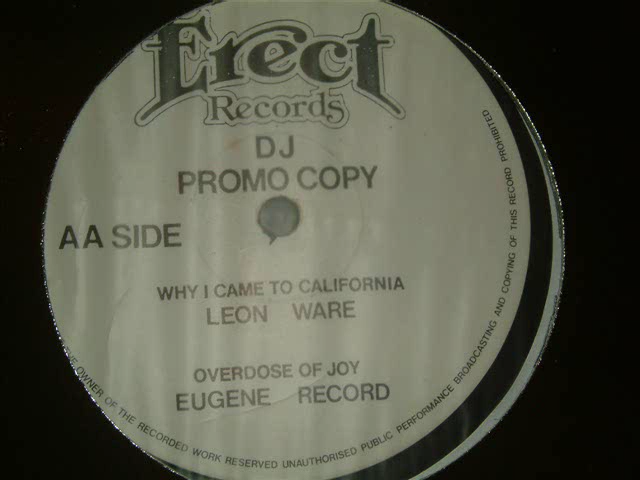 Erect
Records
DJ
PROMO COPY
AA SIDE
WHY I CAME TO CALIFORNIA
LEON WARE
OVERDOSE OF JOY
EUGENE RECORD
OWNER OF THE RECORDED WORK RESERVED UNAUTHORISED PUBLIC PERFORMANCE BROADCASTING AND COPYING OF THIS RECORD PROHIBITED